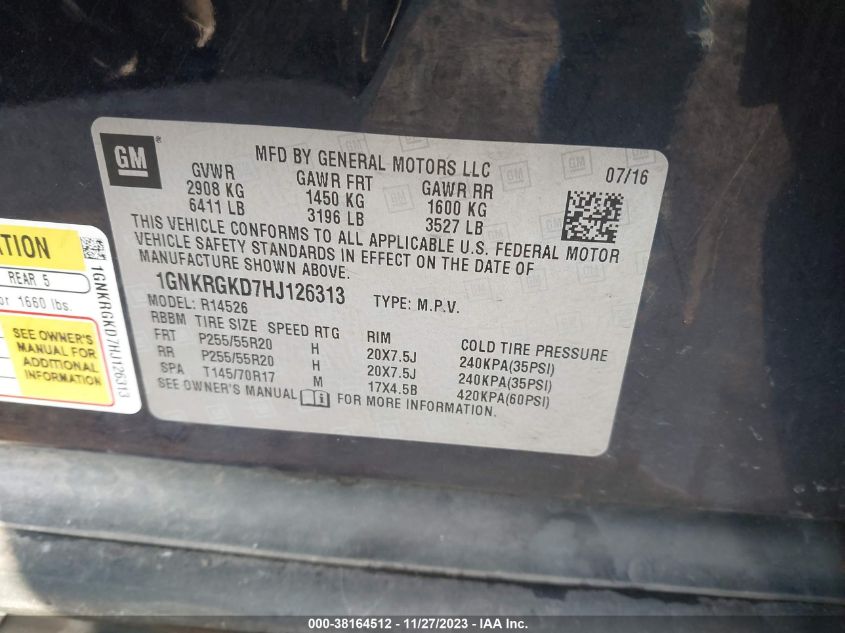 GM
MFD BY GENERAL MOTORS LLC
07/16
GVWR GAWR FRT GAWR RR
2908 KG 1450 KG 1600 KG
6411 LB 3196 LB 3527 LB
THIS VEHICLE CONFORMS TO ALL APPLICABLE U.S. FEDERAL MOTOR
VEHICLE SAFETY STANDARDS IN EFFECT ON THE DATE OF
MANUFACTURE SHOWN ABOVE.
1GNKRGKD7HJ126313 TYPE: M.P.V.
MODEL: R14526
RBBM TIRE SIZE SPEED RTG RIM COLD TIRE PRESSURE
FRT P255/55R20 H 20X7.5J 240KPA(35PSI)
RR P255/55R20 H 20X7.5J 240KPA(35PSI)
SPA T145/70R17 M 17X4.5B 420KPA(60PSI)
SEE OWNER'S MANUAL i FOR MORE INFORMATION.
REAR 5
or 1660 lbs.
SEE OWNER'S
MANUAL FOR
ADDITIONAL
INFORMATION
1GNKRGKD7HJ126313
000-38164512 - 11/27/2023 - IAA Inc.